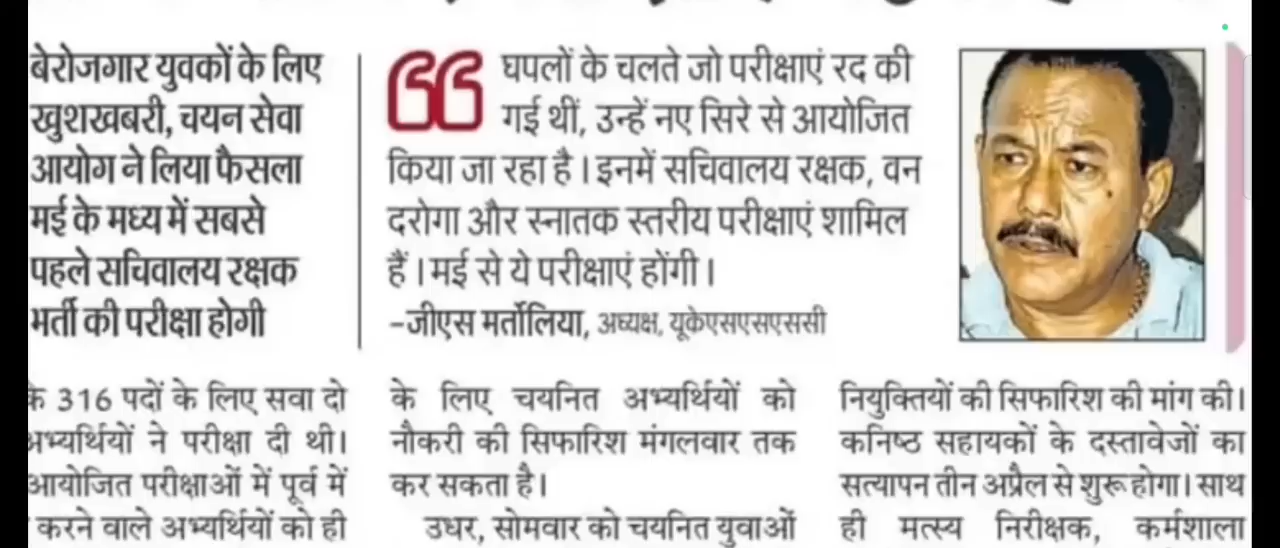 बेरोजगार युवकों के लिए
खुशखबरी, चयन सेवा
आयोग ने लिया फैसला
मई के मध्य में सबसे
पहले सचिवालय रक्षक
भर्ती की परीक्षा होगी
घपलों के चलते जो परीक्षाएं रद की
गई थीं, उन्हें नए सिरे से आयोजित
किया जा रहा है। इनमें सचिवालय रक्षक, वन
दरोगा और स्नातक स्तरीय परीक्षाएं शामिल
हैं। मई से ये परीक्षाएं होंगी।
-जीएस मर्तोलिया, अध्यक्ष, यूकेएसएसएससी
के 316 पदों के लिए सवा दो
अभ्यर्थियों ने परीक्षा दी थी।
आयोजित परीक्षाओं में पूर्व में
करने वाले अभ्यर्थियों को ही
के लिए चयनित अभ्यर्थियों को
नौकरी की सिफारिश मंगलवार तक
कर सकता है।
उधर, सोमवार को चयनित युवाओं
नियुक्तियों की सिफारिश की मांग की।
कनिष्ठ सहायकों के दस्तावेजों का
सत्यापन तीन अप्रैल से शुरू होगा। साथ
ही मत्स्य निरीक्षक, कर्मशाला